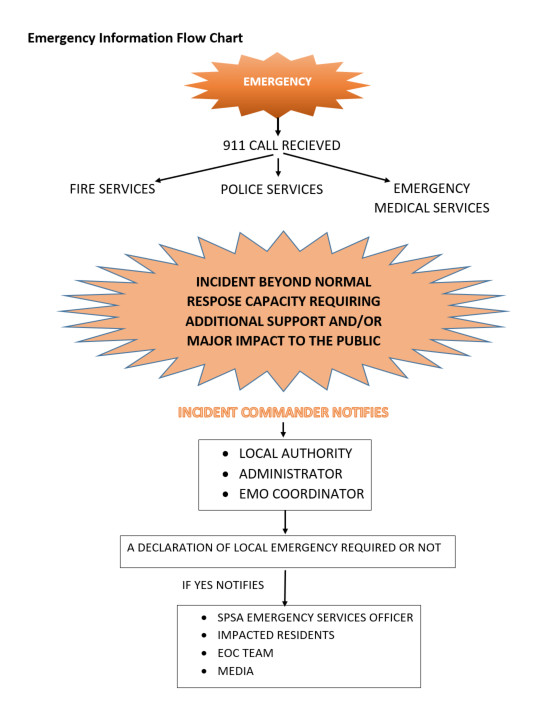 Emergency Information Flow Chart
EMERGENCY
911 CALL RECIEVED
FIRE SERVICES
POLICE SERVICES
EMERGENCY
MEDICAL SERVICES
INCIDENT BEYOND NORMAL
RESPOSE CAPACITY REQUIRING
ADDITIONAL SUPPORT AND/OR
MAJOR IMPACT TO THE PUBLIC
INCIDENT COMMANDER NOTIFIES
• LOCAL AUTHORITY
• ADMINISTRATOR
• EMO COORDINATOR
A DECLARATION OF LOCAL EMERGENCY REQUIRED OR NOT
IF YES NOTIFIES
• SPSA EMERGENCY SERVICES OFFICER
• IMPACTED RESIDENTS
• EOC TEAM
• MEDIA